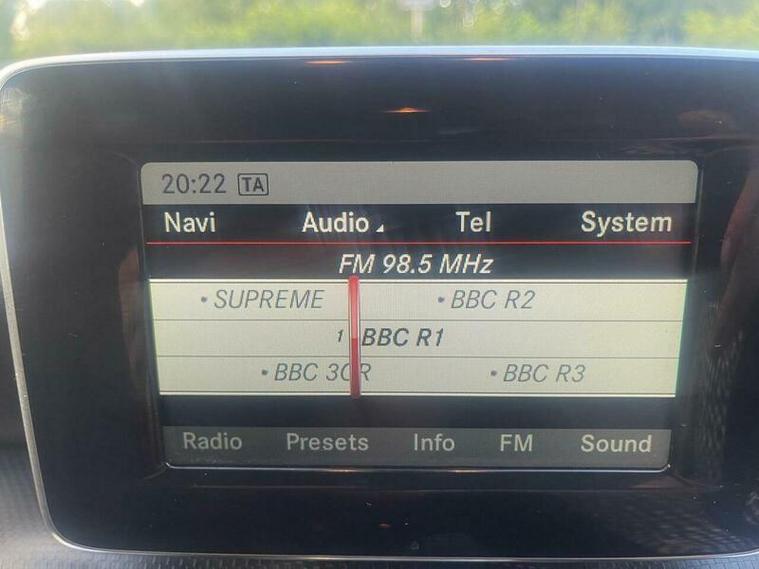 20:22 TA
Navi Audio Tel System
FM 98.5 MHz
• SUPREME • BBC R2
1 BBC R1
• BBC 3CR • BBC R3
Radio Presets Info FM Sound